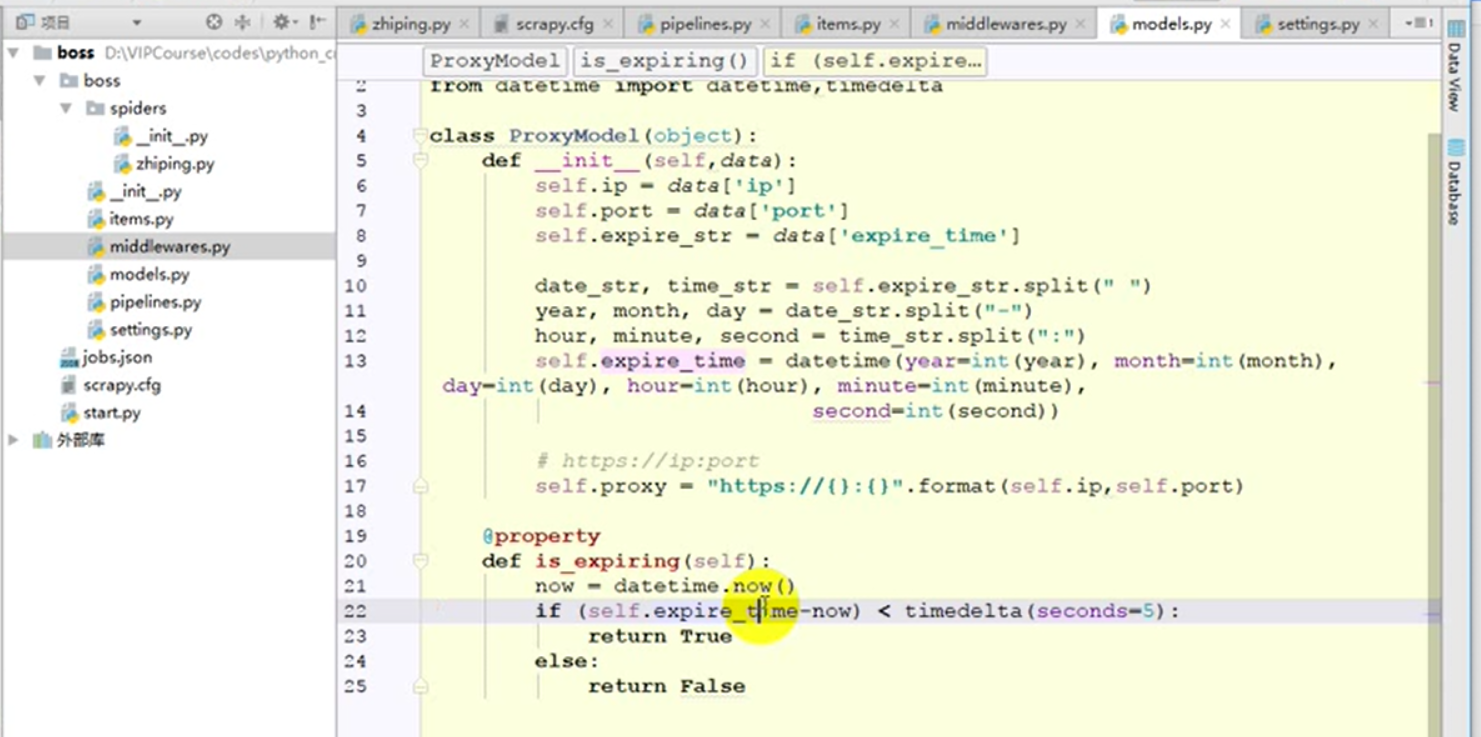 项目
zhiping.py
scrapy.cfg
pipelines.py
items.py
middlewares.py
models.py
settings.py
boss D:\VIPCourse\codes\python_c
boss
spiders
__init__.py
zhiping.py
__init__.py
items.py
middlewares.py
models.py
pipelines.py
settings.py
jobs.json
scrapy.cfg
start.py
外部库
ProxyModel
is_expiring()
if (self.expire…
2 from datetime import datetime,timedelta
3
4 class ProxyModel(object):
5 def __init__(self,data):
6 self.ip = data['ip']
7 self.port = data['port']
8 self.expire_str = data['expire_time']
9
10 date_str, time_str = self.expire_str.split(" ")
11 year, month, day = date_str.split("-")
12 hour, minute, second = time_str.split(":")
13 self.expire_time = datetime(year=int(year), month=int(month),
day=int(day), hour=int(hour), minute=int(minute),
14 second=int(second))
15
16 # https://ip:port
17 self.proxy = "https://{}:{}".format(self.ip,self.port)
18
19 @property
20 def is_expiring(self):
21 now = datetime.now()
22 if (self.expire_time-now) < timedelta(seconds=5):
23 return True
24 else:
25 return False
Data View
Database